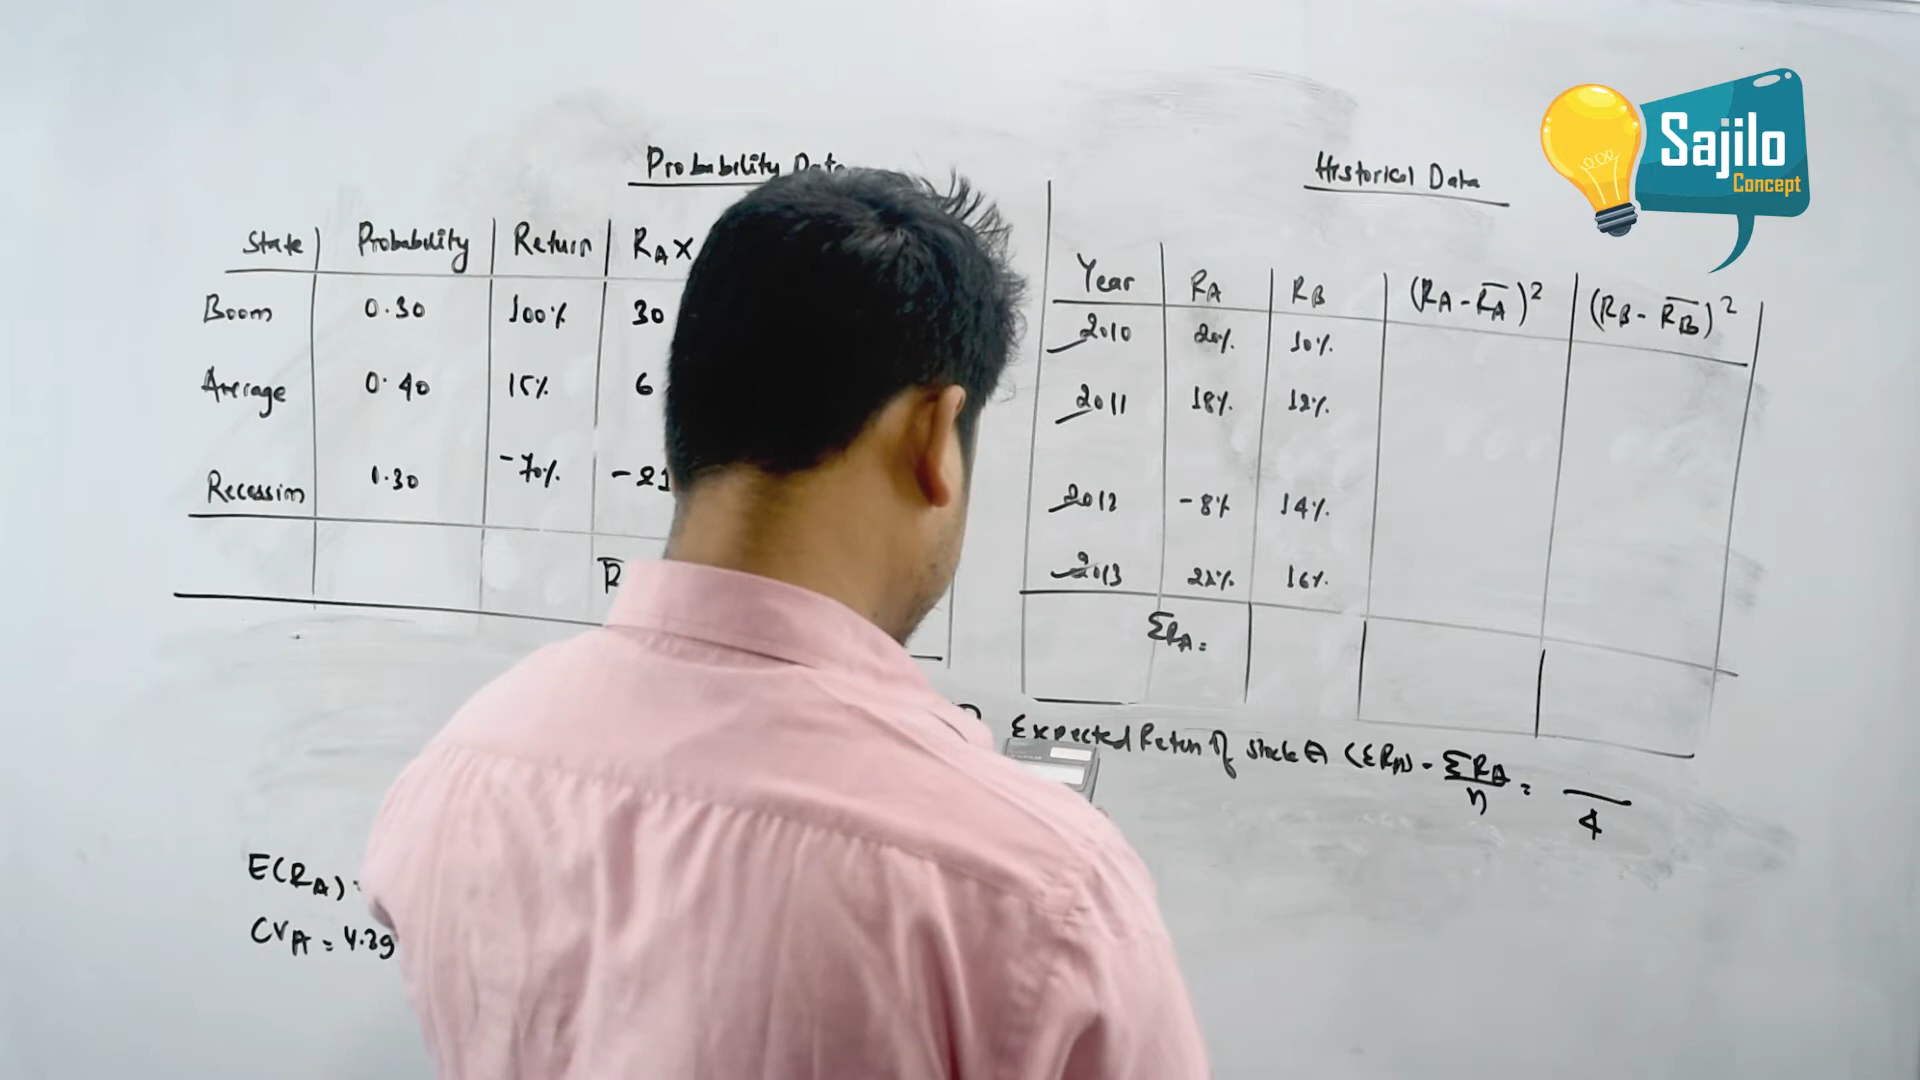 Sajilo
Concept
Probability Data
State Probability Return RA X
Boom 0.30 100% 30
Average 0.40 15% 6
Recession 1.30 -70% -21
E(RA) =
CVA = 4.29
Historical Data
Year RA RB (RA - R̅A)² (RB - R̅B)²
2010 20% 10%
2011 18% 12%
2012 -8% 14%
2013 22% 16%
ΣRA =
Expected Return of stock A (ΣRA) = ΣRA/n = /4